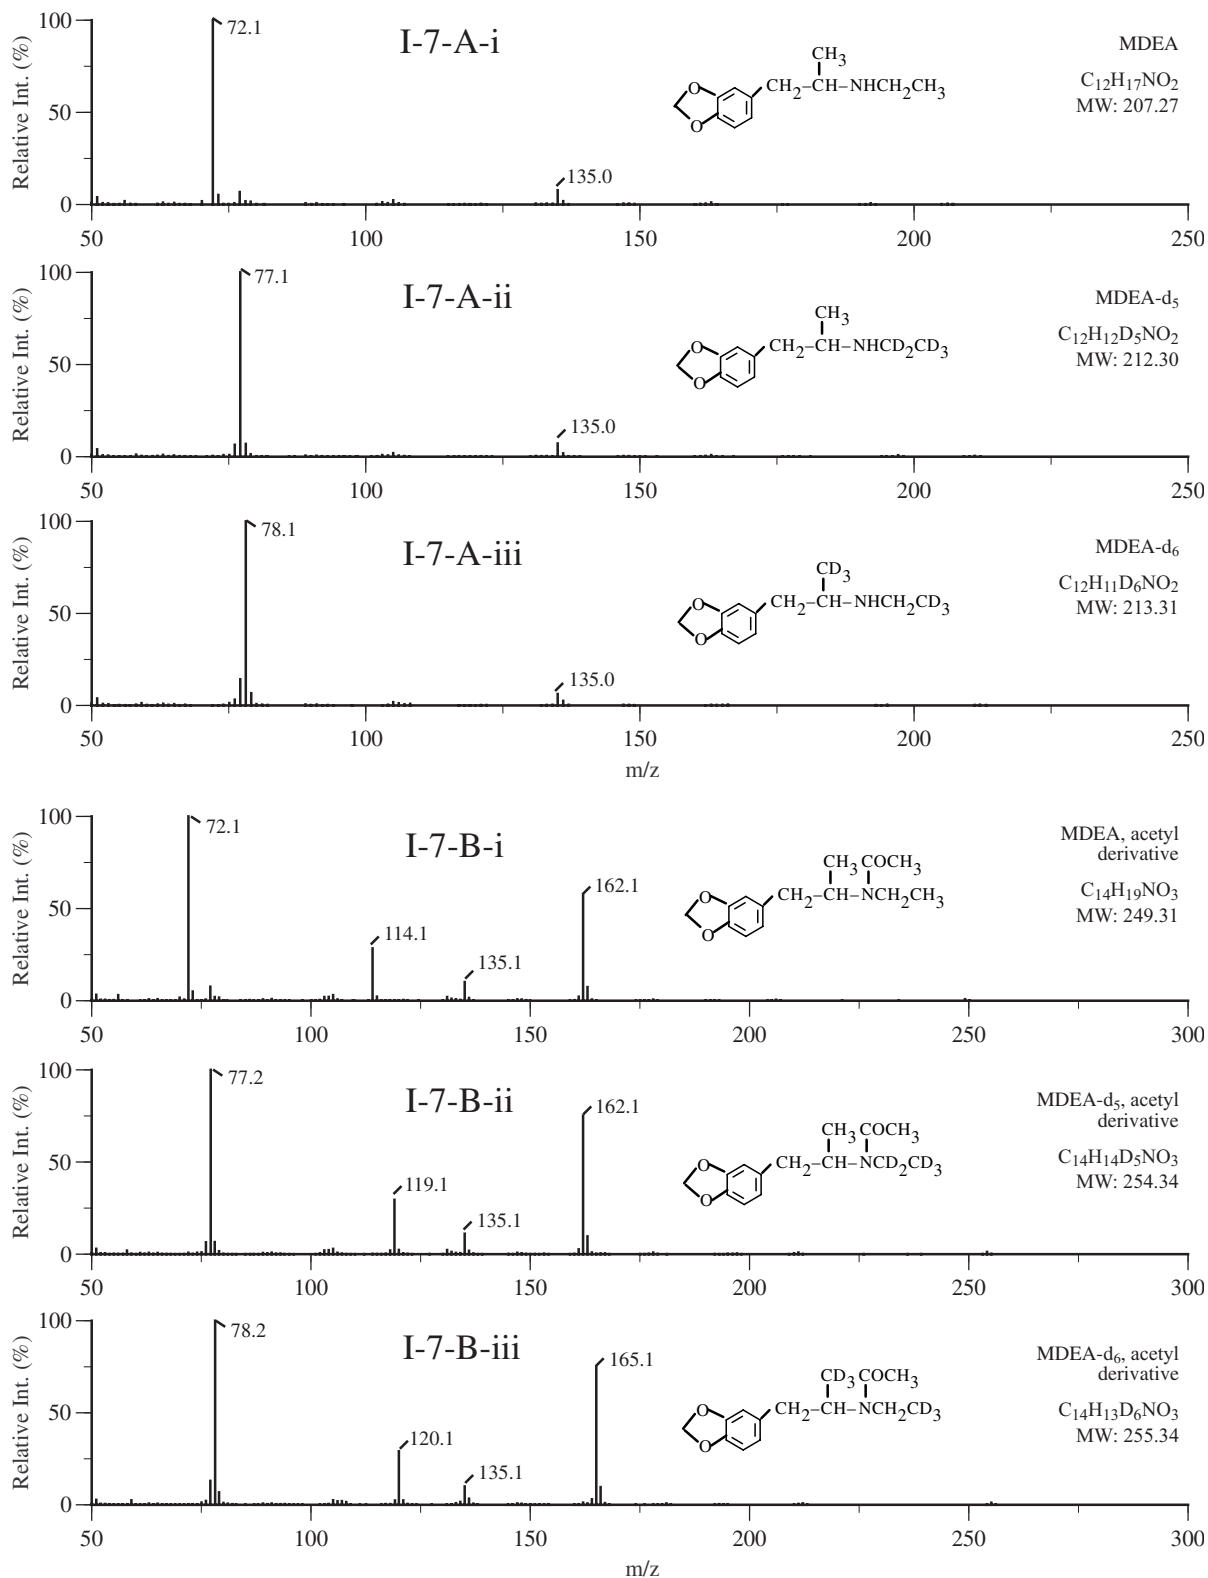 Relative Int. (%)
100
50
0
72.1
I-7-A-i
135.0
CH3
CH2–CH–NHCH2CH3
O
O
MDEA
C12H17NO2
MW: 207.27
50 100 150 200 250
Relative Int. (%)
100
50
0
77.1
I-7-A-ii
135.0
CH3
CH2–CH–NHCD2CD3
O
O
MDEA-d5
C12H12D5NO2
MW: 212.30
50 100 150 200 250
Relative Int. (%)
100
50
0
78.1
I-7-A-iii
135.0
CD3
CH2–CH–NHCH2CD3
O
O
MDEA-d6
C12H11D6NO2
MW: 213.31
50 100 150 200 250
m/z
Relative Int. (%)
100
50
0
72.1
I-7-B-i
114.1
135.1
162.1
CH3 COCH3
CH2–CH–NCH2CH3
O
O
MDEA, acetyl
derivative
C14H19NO3
MW: 249.31
50 100 150 200 250 300
Relative Int. (%)
100
50
0
77.2
I-7-B-ii
119.1
135.1
162.1
CH3 COCH3
CH2–CH–NCD2CD3
O
O
MDEA-d5, acetyl
derivative
C14H14D5NO3
MW: 254.34
50 100 150 200 250 300
Relative Int. (%)
100
50
0
78.2
I-7-B-iii
120.1
135.1
165.1
CD3 COCH3
CH2–CH–NCH2CD3
O
O
MDEA-d6, acetyl
derivative
C14H13D6NO3
MW: 255.34
50 100 150 200 250 300
m/z